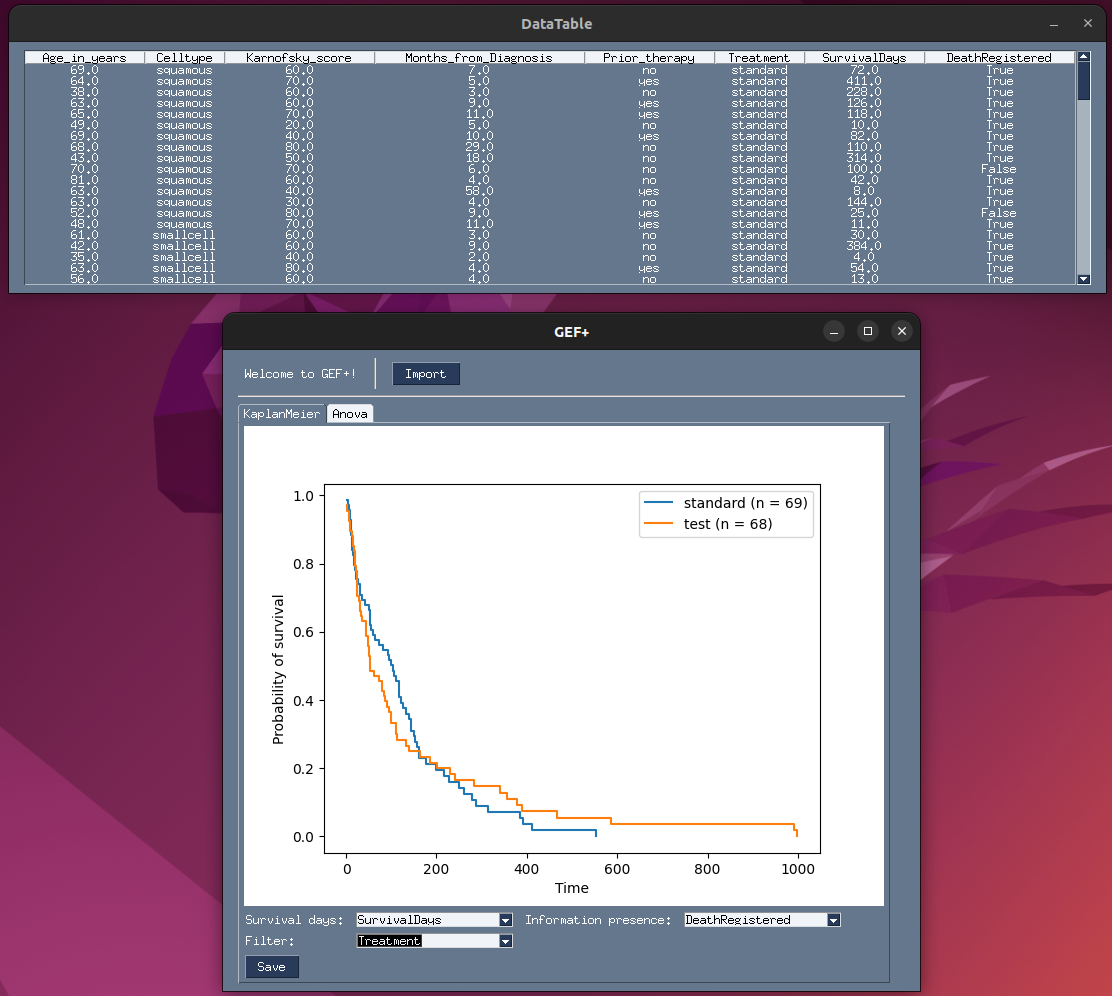 DataTable
Age_in_years Celltype Karnofsky_score Months_from_Diagnosis Prior_therapy Treatment SurvivalDays DeathRegistered
69.0 squamous 60.0 7.0 no standard 72.0 True
64.0 squamous 70.0 5.0 yes standard 411.0 True
38.0 squamous 60.0 3.0 no standard 228.0 True
63.0 squamous 60.0 9.0 yes standard 126.0 True
65.0 squamous 70.0 11.0 yes standard 118.0 True
49.0 squamous 20.0 5.0 no standard 10.0 True
69.0 squamous 40.0 10.0 yes standard 82.0 True
68.0 squamous 80.0 29.0 no standard 110.0 True
43.0 squamous 50.0 18.0 no standard 314.0 True
70.0 squamous 70.0 6.0 no standard 100.0 False
81.0 squamous 60.0 4.0 no standard 42.0 True
63.0 squamous 40.0 58.0 yes standard 8.0 True
63.0 squamous 30.0 4.0 no standard 144.0 True
52.0 squamous 80.0 9.0 yes standard 25.0 False
48.0 squamous 70.0 11.0 yes standard 11.0 True
61.0 smallcell 60.0 3.0 no standard 30.0 True
42.0 smallcell 60.0 9.0 no standard 384.0 True
35.0 smallcell 40.0 2.0 no standard 4.0 True
63.0 smallcell 80.0 4.0 yes standard 54.0 True
56.0 smallcell 60.0 4.0 no standard 13.0 True
GEF+
Welcome to GEF+! Import
KaplanMeier Anova
standard (n = 69)
test (n = 68)
1.0
0.8
0.6
0.4
0.2
0.0
Probability of survival
0 200 400 600 800 1000
Time
Survival days: SurvivalDays Information presence: DeathRegistered
Filter: Treatment
Save